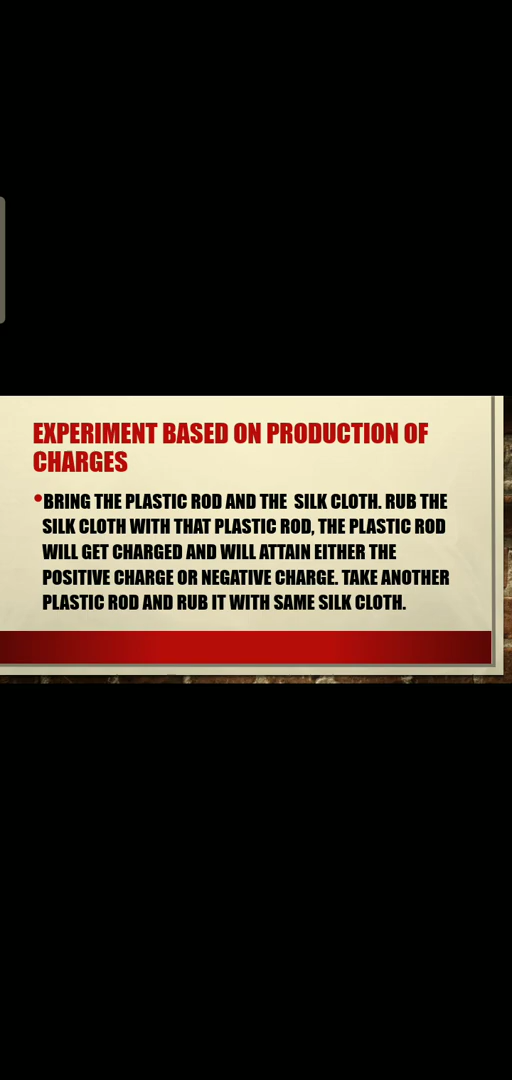 EXPERIMENT BASED ON PRODUCTION OF
CHARGES
•BRING THE PLASTIC ROD AND THE  SILK CLOTH. RUB THE
SILK CLOTH WITH THAT PLASTIC ROD, THE PLASTIC ROD
WILL GET CHARGED AND WILL ATTAIN EITHER THE
POSITIVE CHARGE OR NEGATIVE CHARGE. TAKE ANOTHER
PLASTIC ROD AND RUB IT WITH SAME SILK CLOTH.